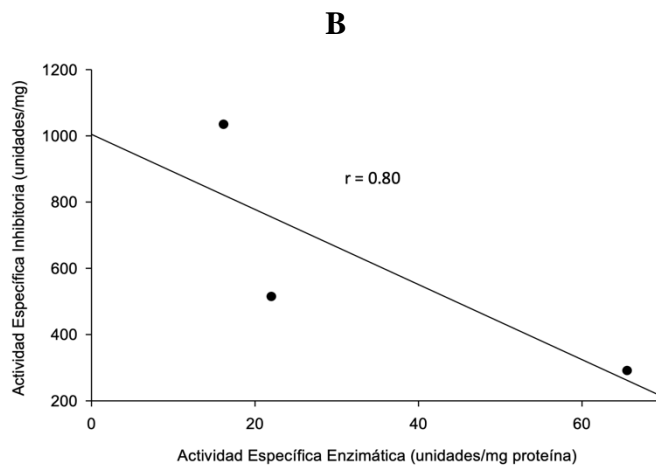 B
1200
1000
800
600
400
200
r = 0.80
0
20
40
60
Actividad Específica Inhibitoria (unidades/mg)
Actividad Específica Enzimática (unidades/mg proteína)